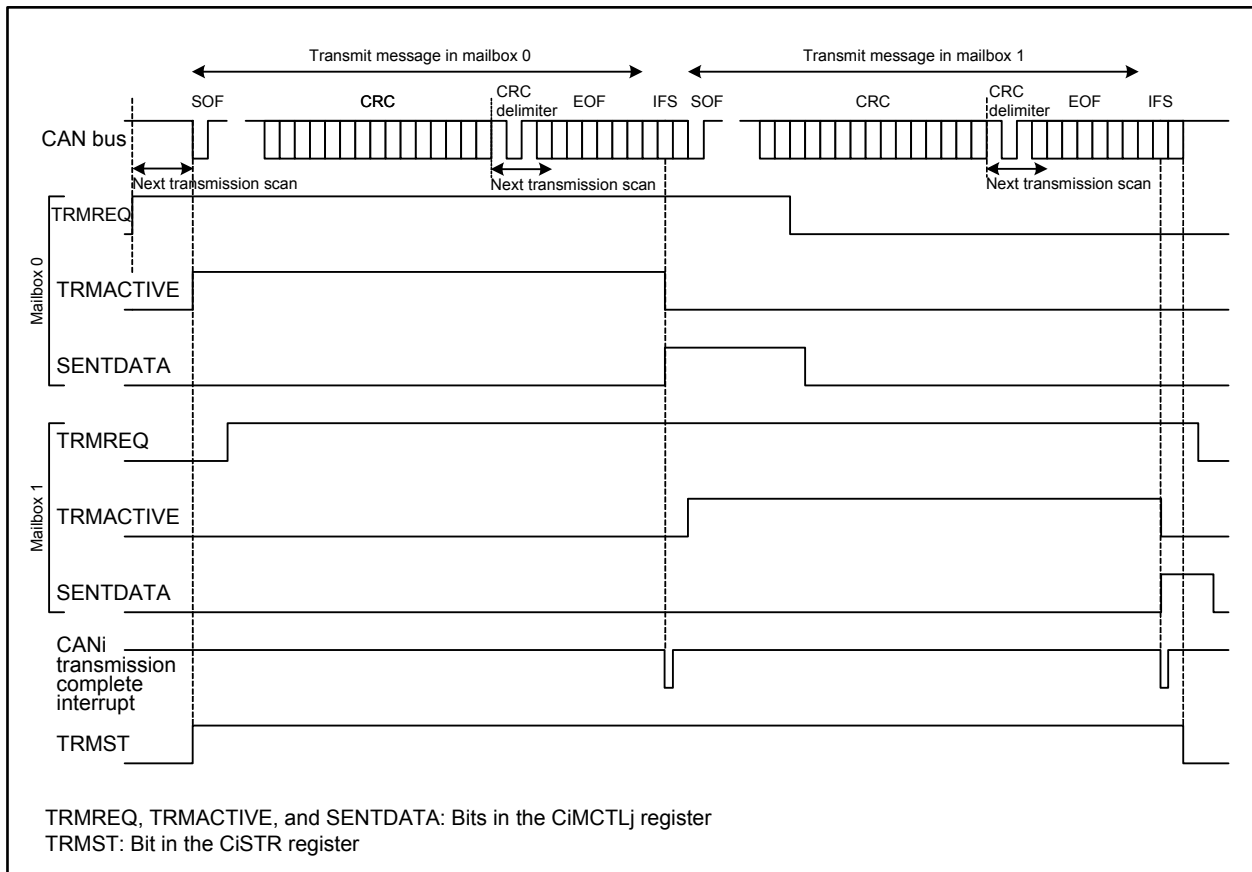 Transmit message in mailbox 0
Transmit message in mailbox 1
SOF
CRC
CRC
delimiter
EOF
IFS
SOF
CRC
CRC
delimiter
EOF
IFS
CAN bus
Next transmission scan
Next transmission scan
Next transmission scan
Mailbox 0
TRMREQ
TRMACTIVE
SENTDATA
Mailbox 1
TRMREQ
TRMACTIVE
SENTDATA
CANi
transmission
complete
interrupt
TRMST
TRMREQ, TRMACTIVE, and SENTDATA: Bits in the CiMCTLj register
TRMST: Bit in the CiSTR register